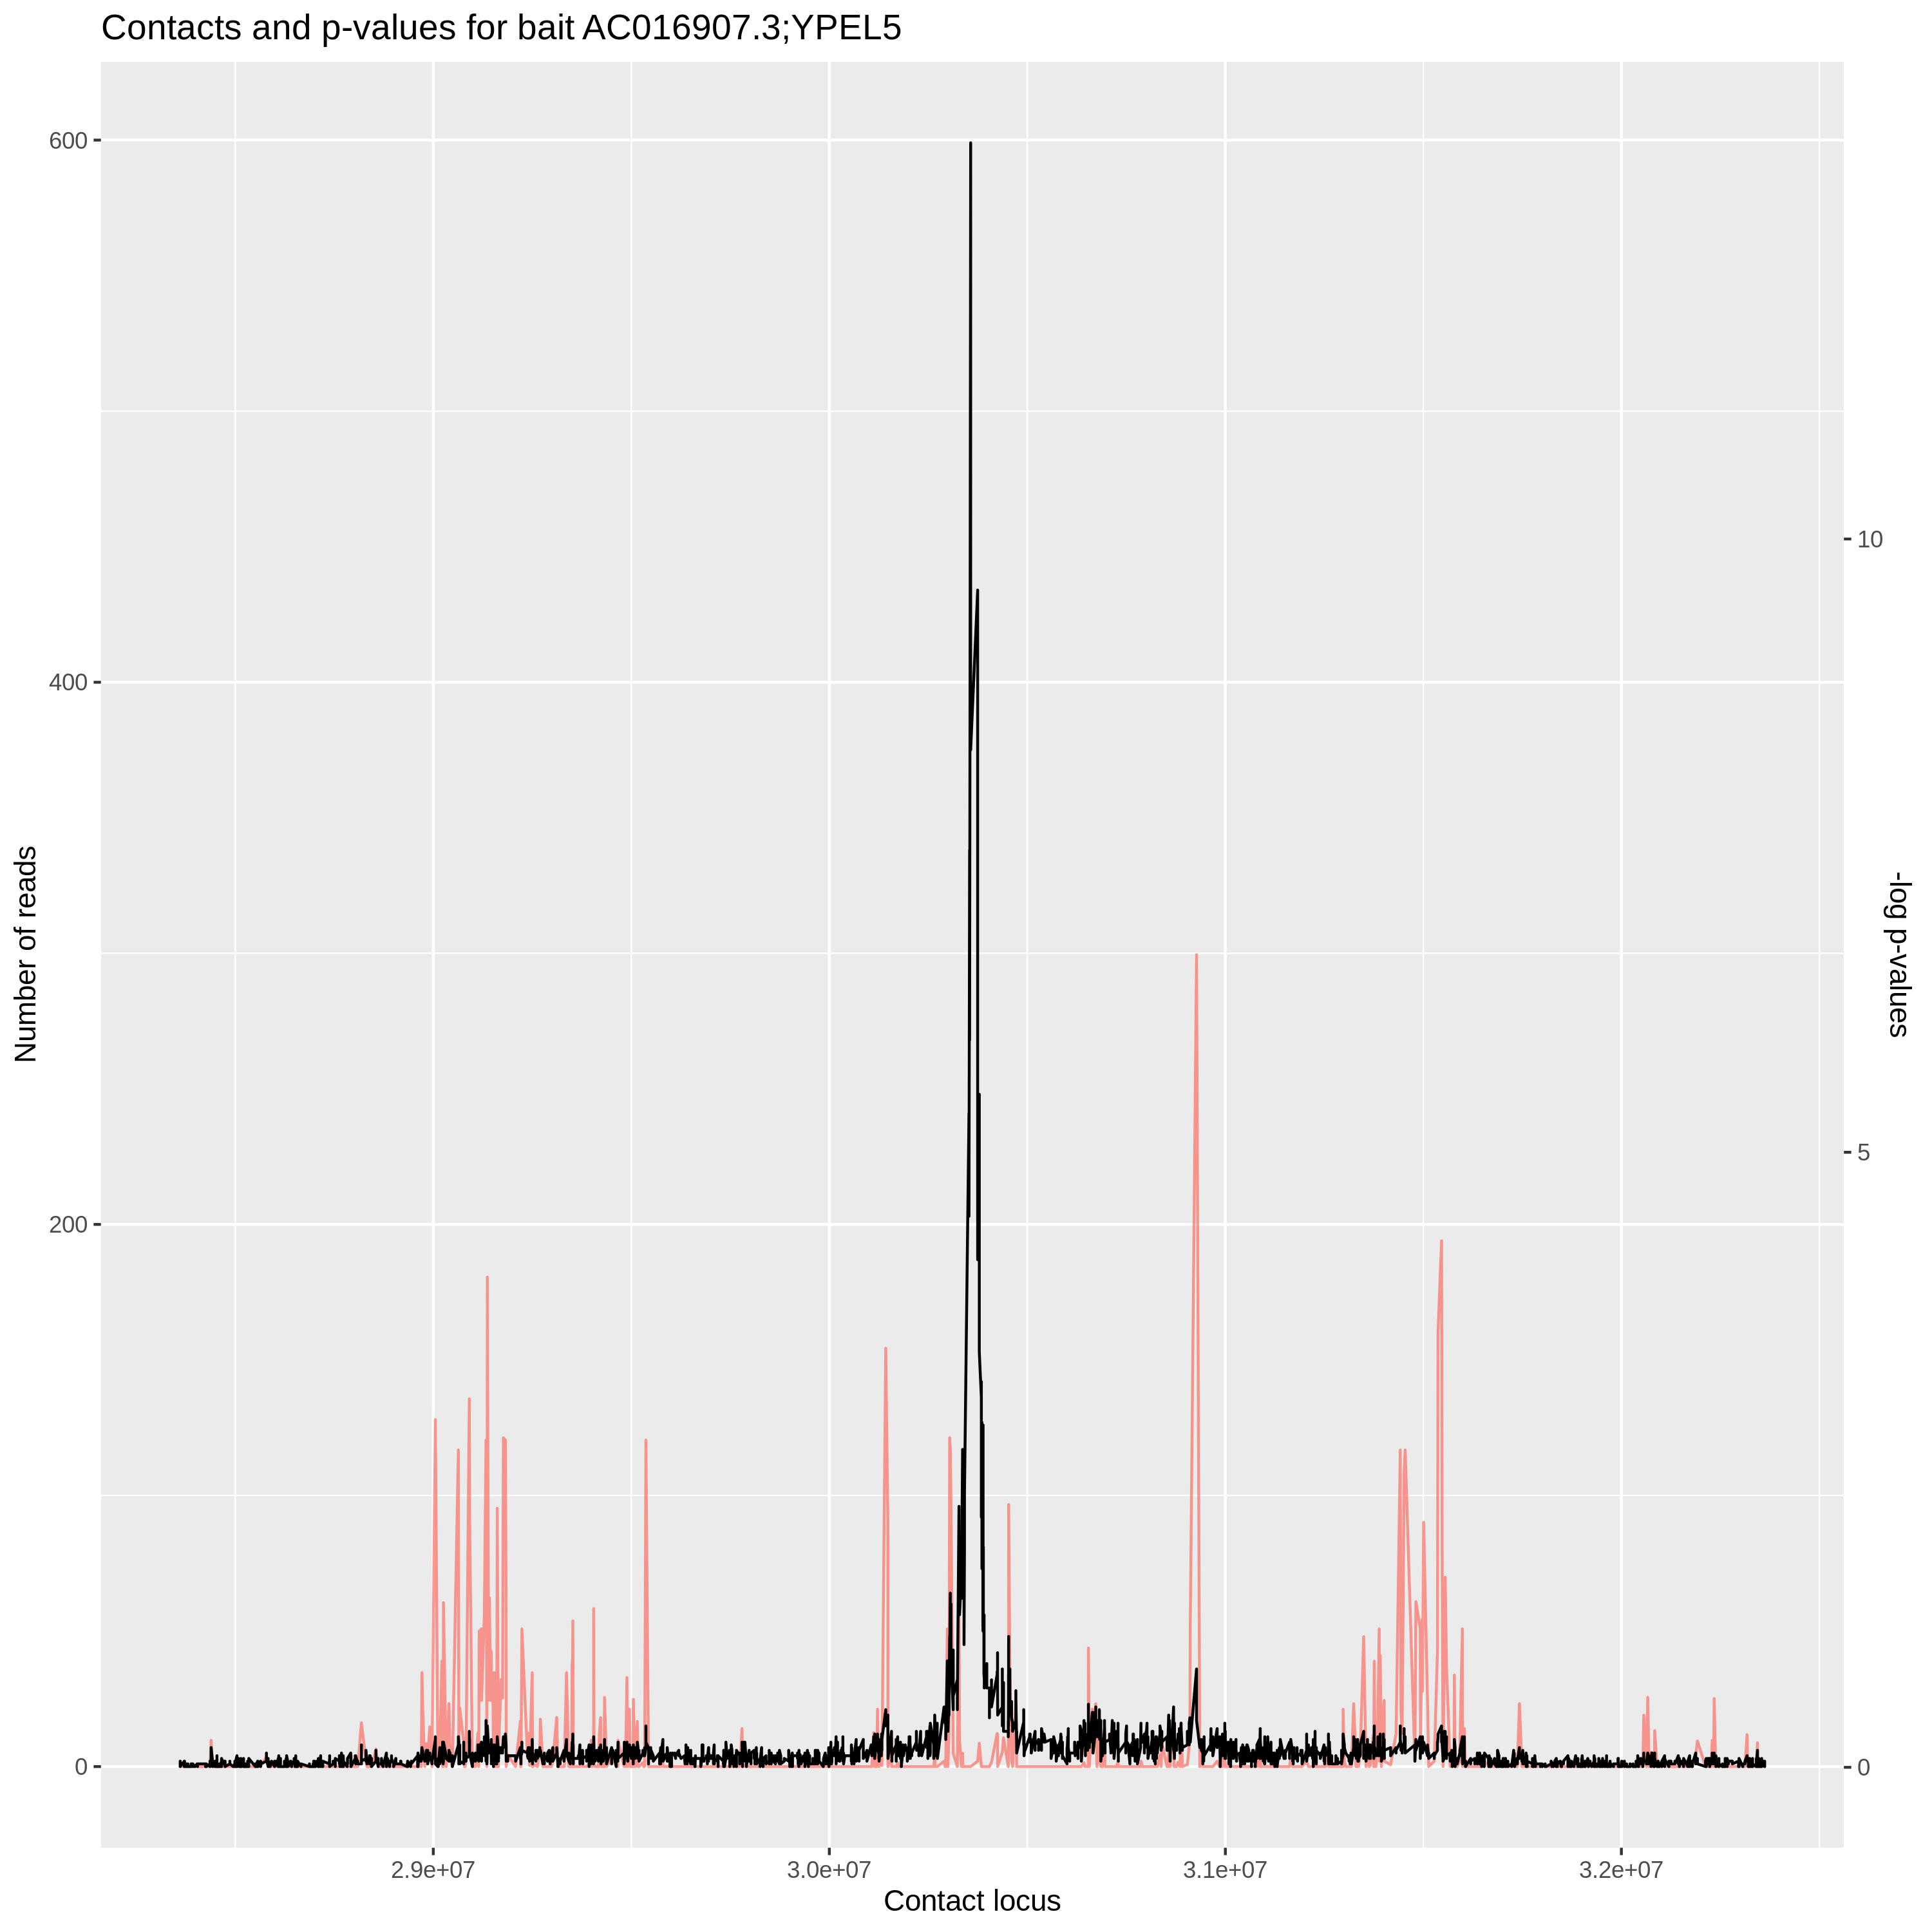 Contacts and p-values for bait AC016907.3;YPEL5
600
400
200
0
Number of reads
10
5
0
-log p-values
2.9e+07
3.0e+07
3.1e+07
3.2e+07
Contact locus